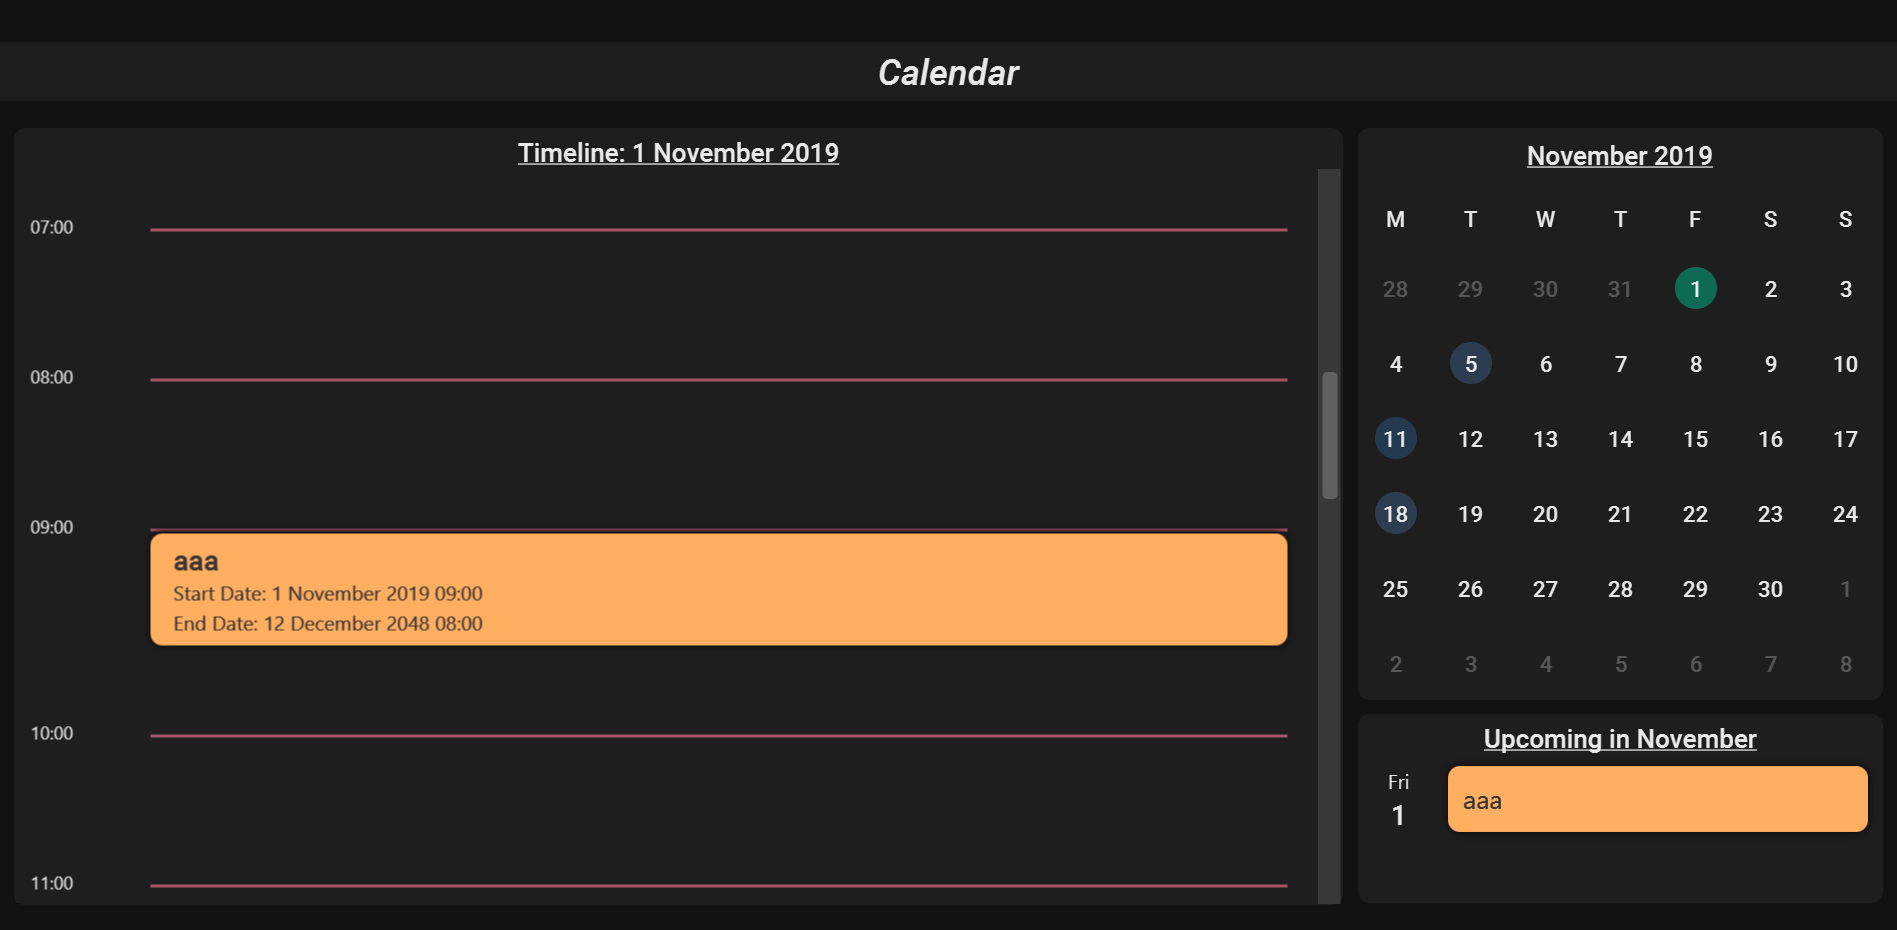 Calendar
Timeline: 1 November 2019
07:00
08:00
09:00
aaa
Start Date: 1 November 2019 09:00
End Date: 12 December 2048 08:00
10:00
11:00
November 2019
M T W T F S S
28 29 30 31 1 2 3
4 5 6 7 8 9 10
11 12 13 14 15 16 17
18 19 20 21 22 23 24
25 26 27 28 29 30 1
2 3 4 5 6 7 8
Upcoming in November
Fri
1
aaa